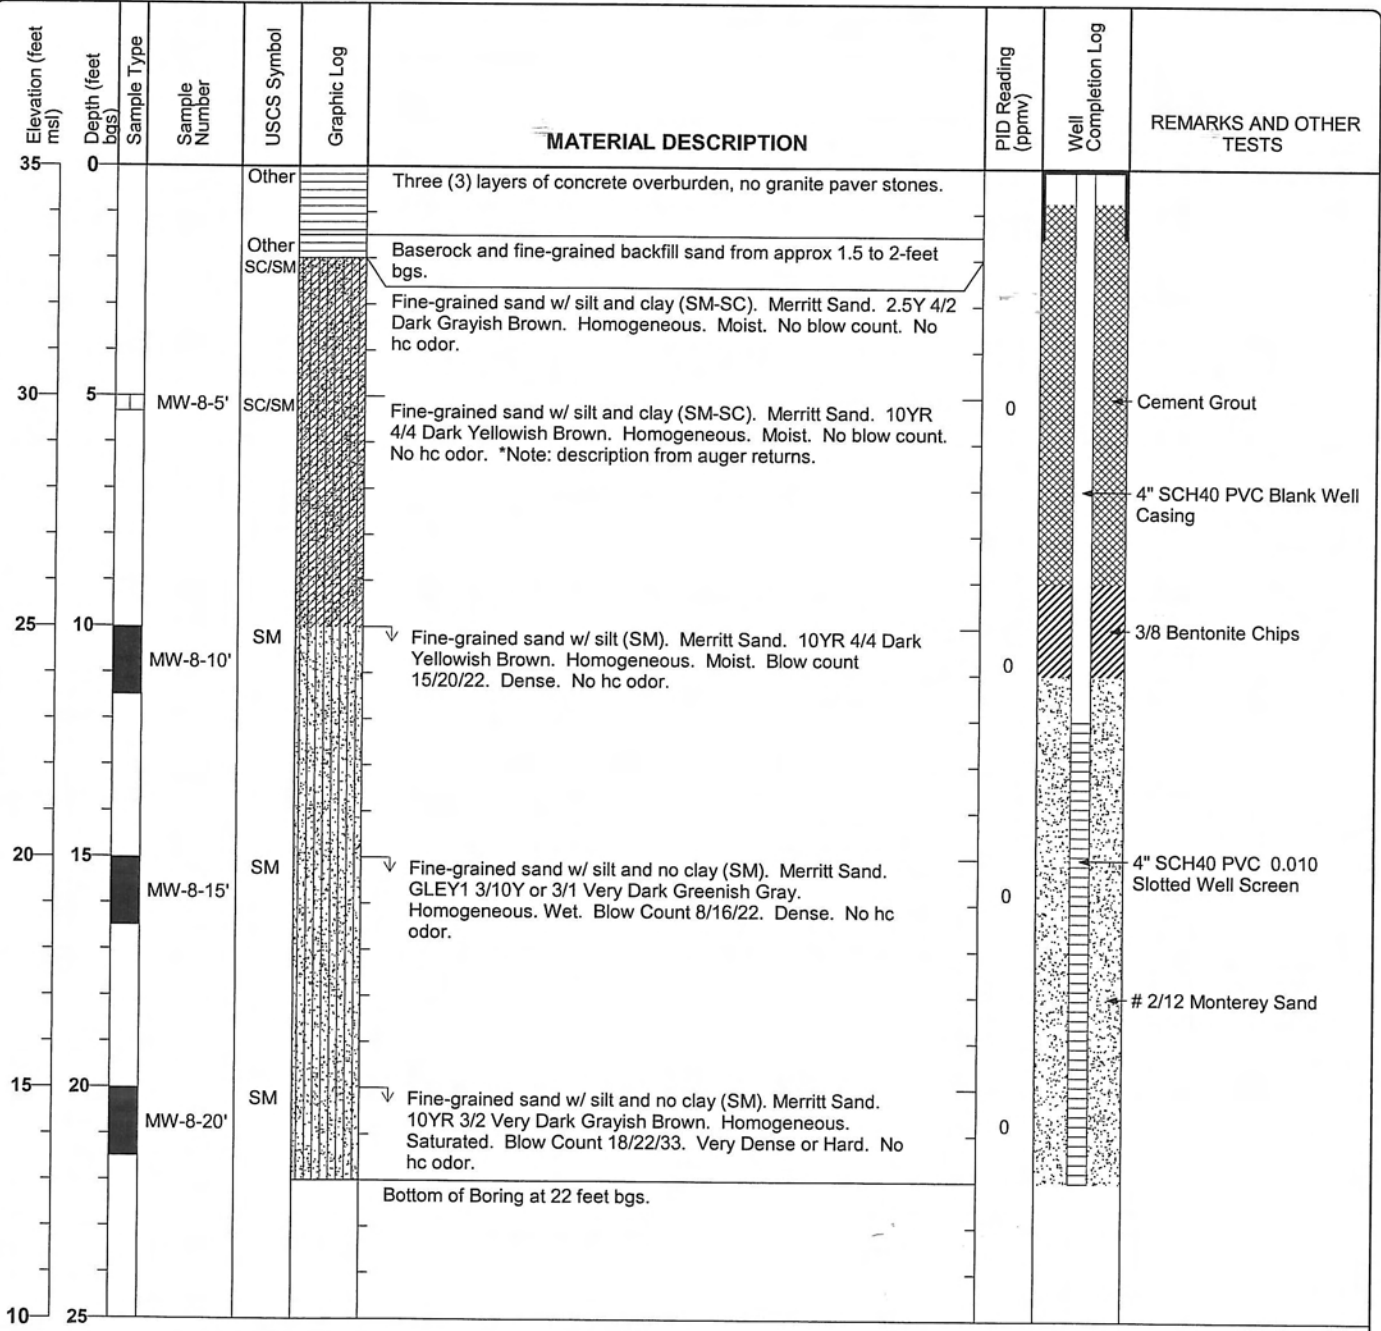 Elevation (feet
msl)
Depth (feet
bgs)
Sample Type
Sample
Number
USCS Symbol
Graphic Log
MATERIAL DESCRIPTION
PID Reading
(ppmv)
Well
Completion Log
REMARKS AND OTHER
TESTS
35
0
Other
Three (3) layers of concrete overburden, no granite paver stones.
Other
Baserock and fine-grained backfill sand from approx 1.5 to 2-feet
bgs.
SC/SM
Fine-grained sand w/ silt and clay (SM-SC). Merritt Sand. 2.5Y 4/2
Dark Grayish Brown. Homogeneous. Moist. No blow count. No
hc odor.
30
5
MW-8-5'
SC/SM
Fine-grained sand w/ silt and clay (SM-SC). Merritt Sand. 10YR
4/4 Dark Yellowish Brown. Homogeneous. Moist. No blow count.
No hc odor. *Note: description from auger returns.
0
Cement Grout
4" SCH40 PVC Blank Well
Casing
25
10
MW-8-10'
SM
Fine-grained sand w/ silt (SM). Merritt Sand. 10YR 4/4 Dark
Yellowish Brown. Homogeneous. Moist. Blow count
15/20/22. Dense. No hc odor.
0
3/8 Bentonite Chips
20
15
MW-8-15'
SM
Fine-grained sand w/ silt and no clay (SM). Merritt Sand.
GLEY1 3/10Y or 3/1 Very Dark Greenish Gray.
Homogeneous. Wet. Blow Count 8/16/22. Dense. No hc
odor.
0
4" SCH40 PVC 0.010
Slotted Well Screen
# 2/12 Monterey Sand
15
20
MW-8-20'
SM
Fine-grained sand w/ silt and no clay (SM). Merritt Sand.
10YR 3/2 Very Dark Grayish Brown. Homogeneous.
Saturated. Blow Count 18/22/33. Very Dense or Hard. No
hc odor.
0
Bottom of Boring at 22 feet bgs.
10
25